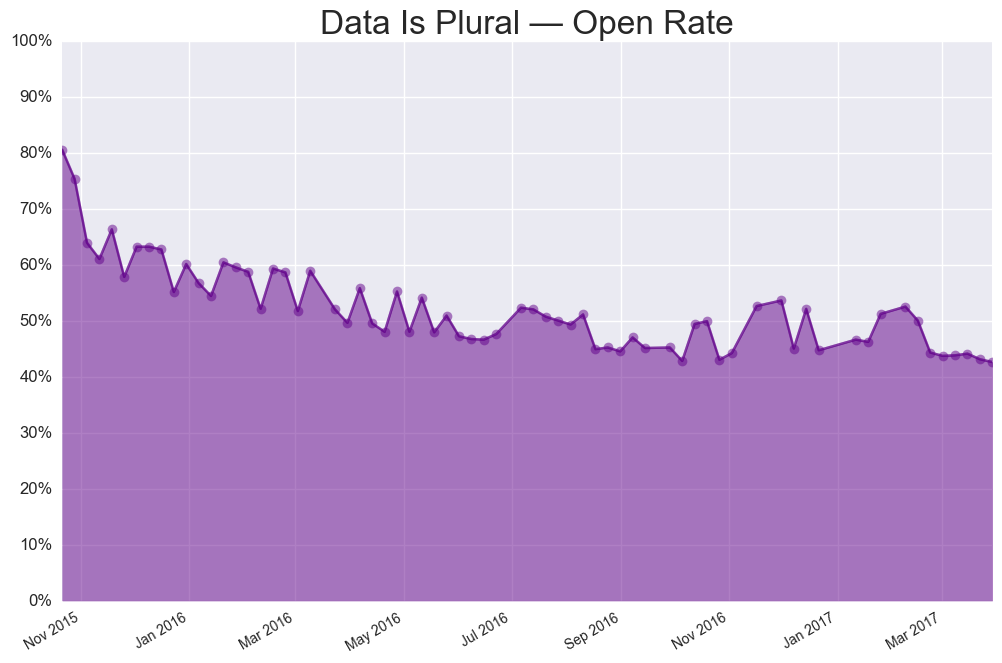 Data Is Plural — Open Rate
100%
90%
80%
70%
60%
50%
40%
30%
20%
10%
0%
Nov 2015
Jan 2016
Mar 2016
May 2016
Jul 2016
Sep 2016
Nov 2016
Jan 2017
Mar 2017